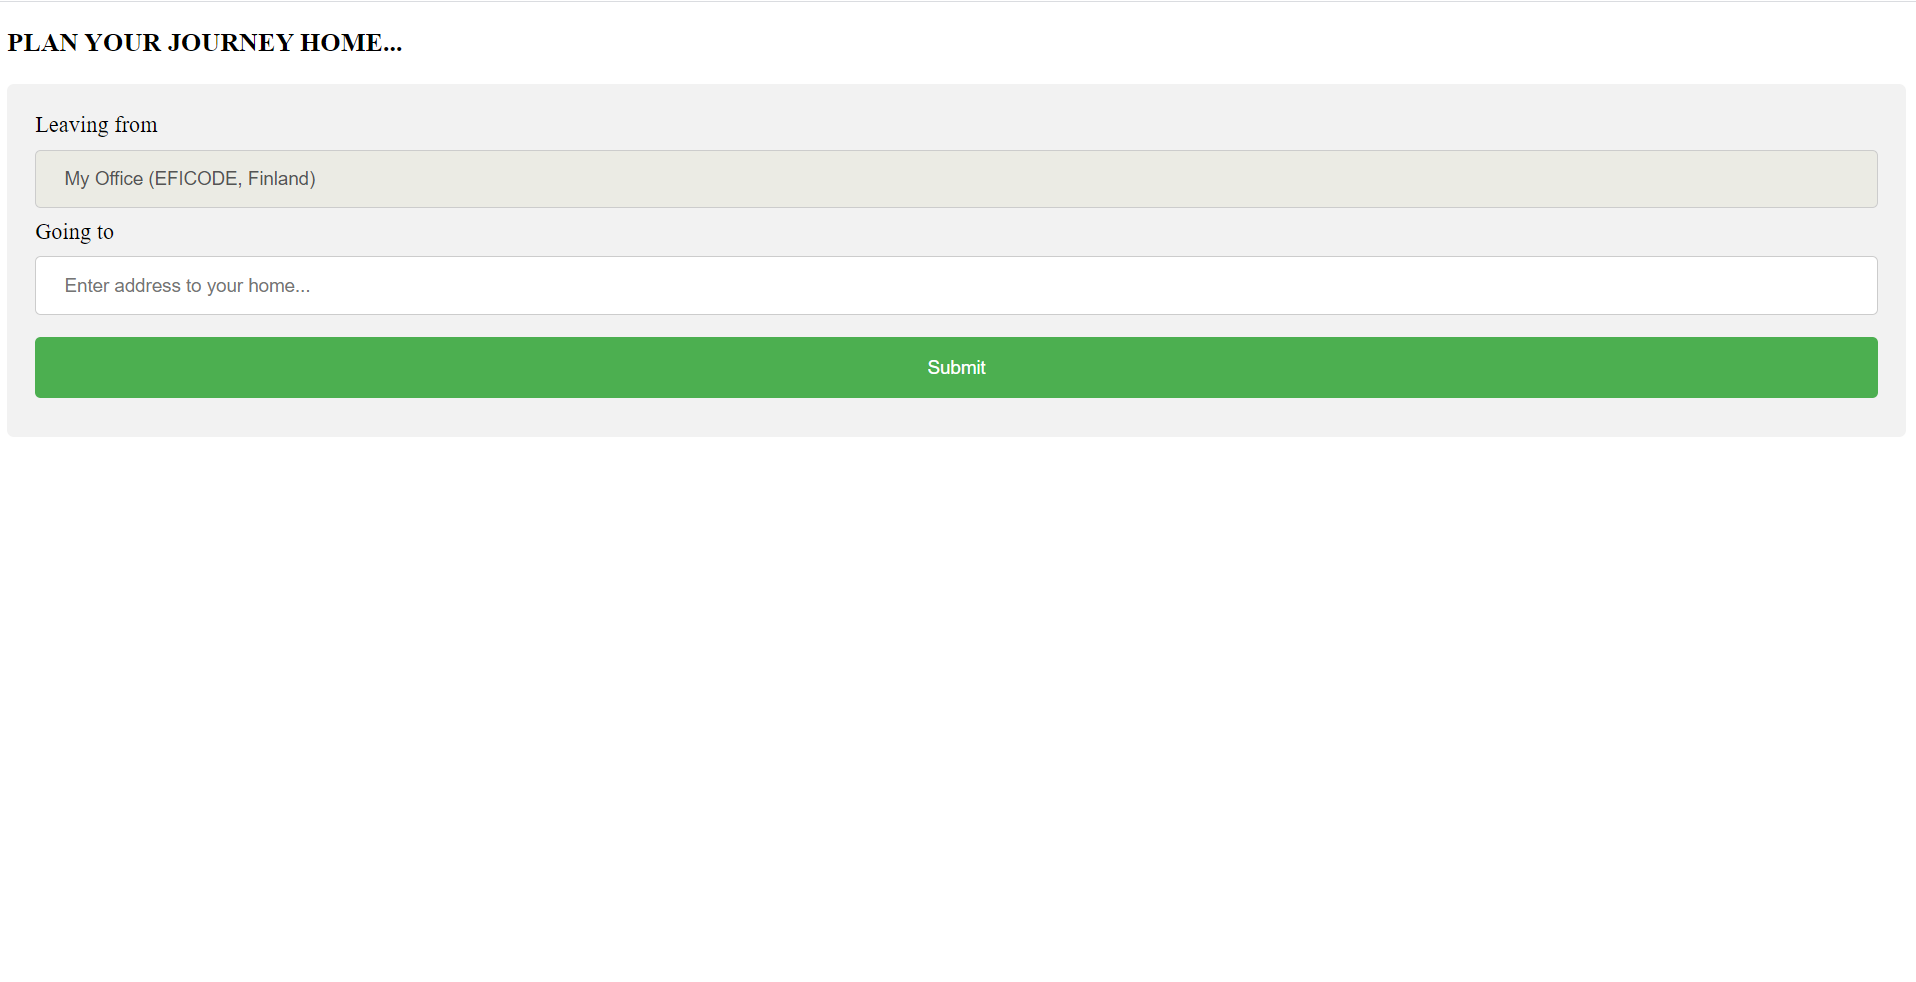 PLAN YOUR JOURNEY HOME...
Leaving from
My Office (EFICODE, Finland)
Going to
Enter address to your home...
Submit